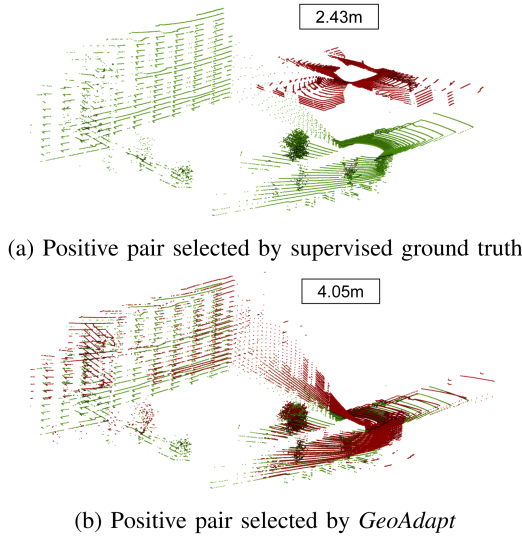 2.43m
(a) Positive pair selected by supervised ground truth
4.05m
(b) Positive pair selected by GeoAdapt